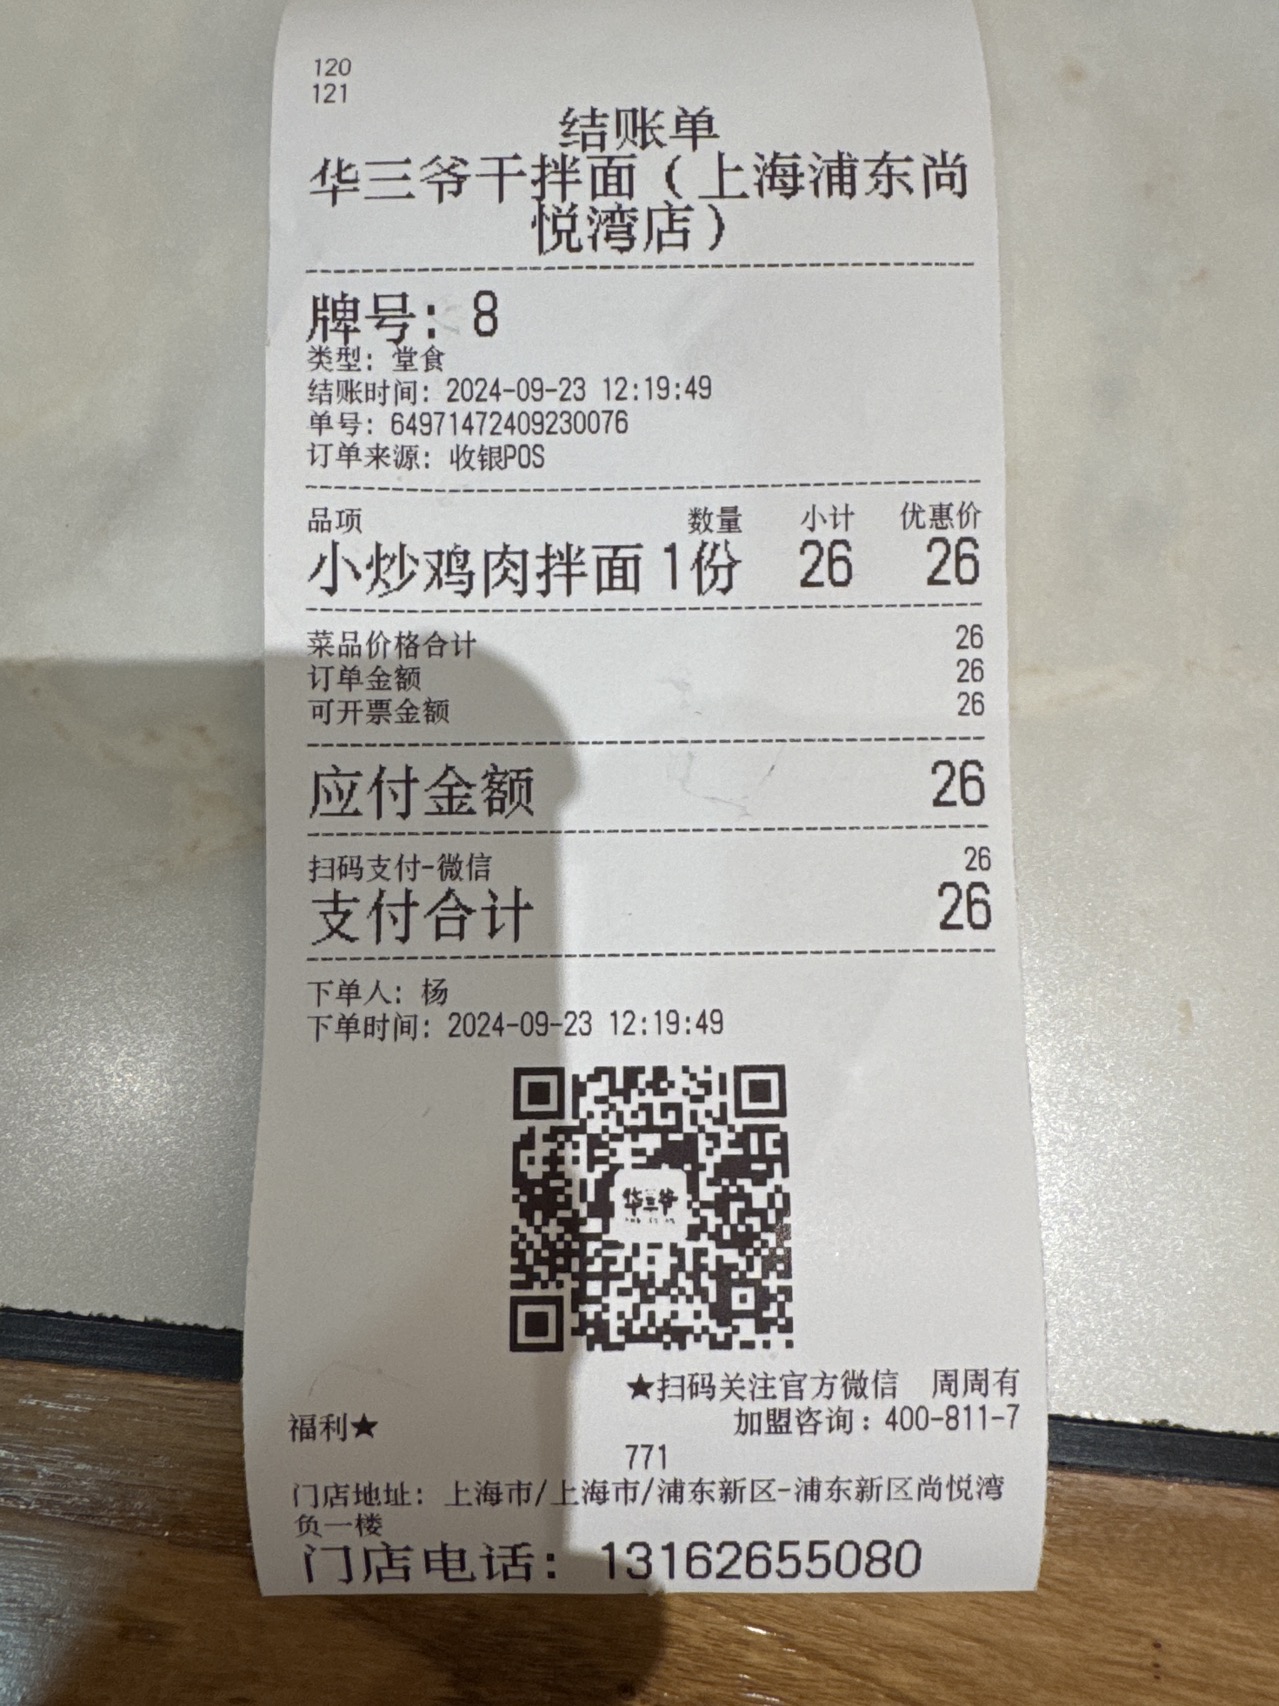 120
121
结账单
华三爷干拌面（上海浦东尚
悦湾店）
牌号：8
类型：堂食
结账时间：2024-09-23 12:19:49
单号：64971472409230076
订单来源：收银POS
品项 数量 小计 优惠价
小炒鸡肉拌面 1份 26 26
菜品价格合计 26
订单金额 26
可开票金额 26
应付金额 26
扫码支付-微信 26
支付合计 26
下单人：杨
下单时间：2024-09-23 12:19:49
华三爷
★扫码关注官方微信 周周有
福利★ 加盟咨询：400-811-7
771
门店地址：上海市/上海市/浦东新区-浦东新区尚悦湾
负一楼
门店电话：13162655080